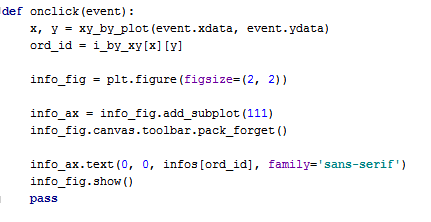 def onclick(event):
    x, y = xy_by_plot(event.xdata, event.ydata)
    ord_id = i_by_xy[x][y]

    info_fig = plt.figure(figsize=(2, 2))

    info_ax = info_fig.add_subplot(111)
    info_fig.canvas.toolbar.pack_forget()

    info_ax.text(0, 0, infos[ord_id], family='sans-serif')
    info_fig.show()
    pass